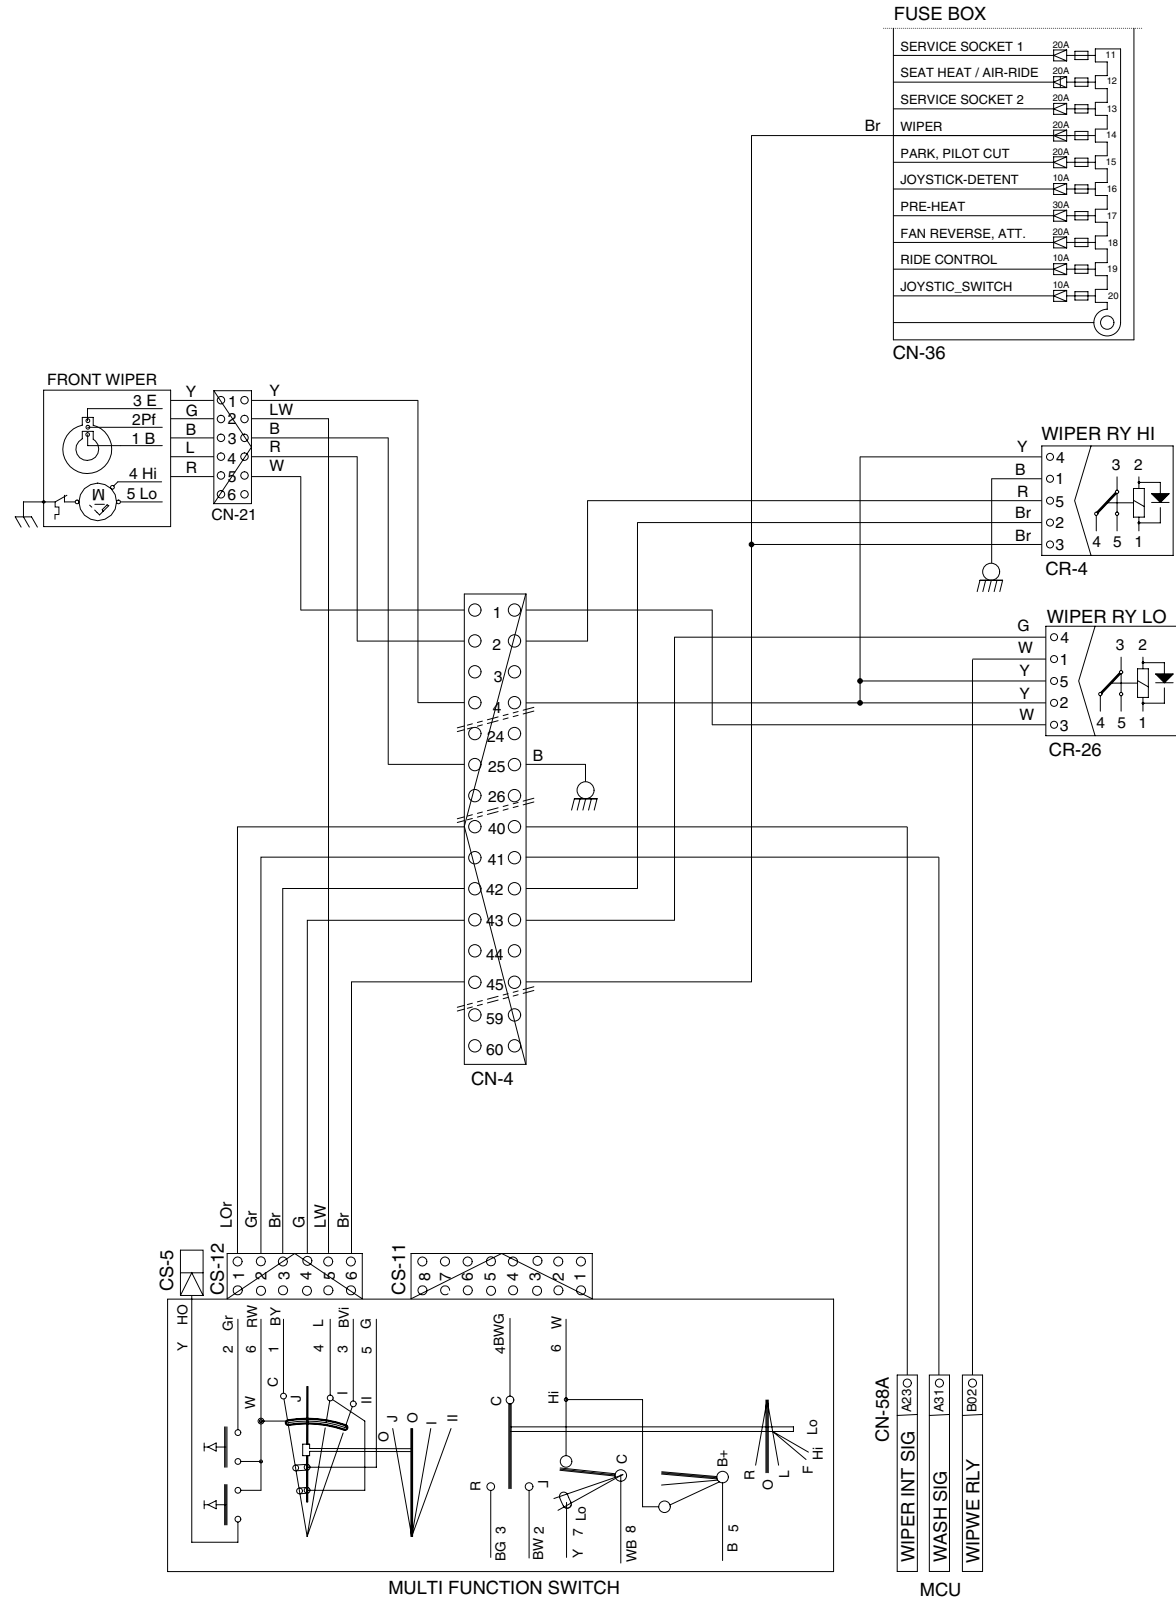 FUSE BOX
SERVICE SOCKET 1 20A 11
SEAT HEAT / AIR-RIDE 20A 12
SERVICE SOCKET 2 20A 13
Br WIPER 20A 14
PARK, PILOT CUT 20A 15
JOYSTICK-DETENT 10A 16
PRE-HEAT 30A 17
FAN REVERSE, ATT. 20A 18
RIDE CONTROL 10A 19
JOYSTIC_SWITCH 10A 20
CN-36
FRONT WIPER
3 E Y 1 Y
2Pf G 2 LW
1 B B 3 B
L 4 R
4 Hi R 5 W
M 5 Lo 6
CN-21
WIPER RY HI
Y 4 3 2
B 1
R 5
Br 2
Br 3 4 5 1
CR-4
WIPER RY LO
G 4 3 2
W 1
Y 5
Y 2
W 3 4 5 1
CR-26
1
2
3
4
24
25 B
26
40
41
42
43
44
45
59
60
CN-4
LOr Gr Br G LW Br
CS-5 CS-12 1 2 3 4 5 6
CS-11 8 7 6 5 4 3 2 1
HO Gr RW BY L BVi G 4BWG W
Y 2 6 1 4 3 5 6
W C J I II O J O I II
C Hi R L Lo C B+
R O L F Hi Lo
BG 3 BW 2 Y 7 WB 8 B 5
MULTI FUNCTION SWITCH
CN-58A
A23 A31 B02
WIPER INT SIG
WASH SIG
WIPWE RLY
MCU